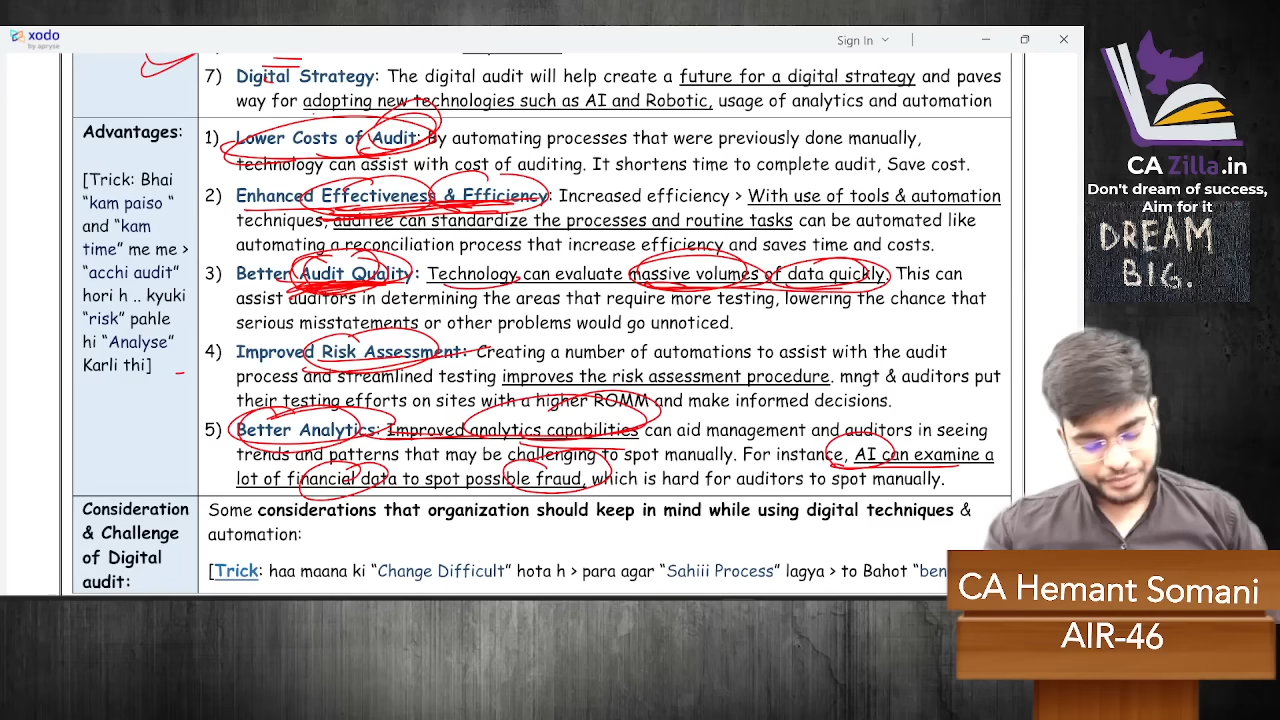 xodo
by apryse
Sign In
7) Digital Strategy: The digital audit will help create a future for a digital strategy and paves
way for adopting new technologies such as AI and Robotic, usage of analytics and automation
Advantages:
[Trick: Bhai
“kam paiso “
and “kam
time” me me >
“acchi audit”
hori h .. kyuki
“risk” pahle
hi “Analyse”
Karli thi]
1) Lower Costs of Audit: By automating processes that were previously done manually,
technology can assist with cost of auditing. It shortens time to complete audit, Save cost.
2) Enhanced Effectiveness & Efficiency: Increased efficiency > With use of tools & automation
techniques, auditee can standardize the processes and routine tasks can be automated like
automating a reconciliation process that increase efficiency and saves time and costs.
3) Better Audit Quality: Technology can evaluate massive volumes of data quickly. This can
assist auditors in determining the areas that require more testing, lowering the chance that
serious misstatements or other problems would go unnoticed.
4) Improved Risk Assessment: Creating a number of automations to assist with the audit
process and streamlined testing improves the risk assessment procedure. mngt & auditors put
their testing efforts on sites with a higher ROMM and make informed decisions.
5) Better Analytics: Improved analytics capabilities can aid management and auditors in seeing
trends and patterns that may be challenging to spot manually. For instance, AI can examine a
lot of financial data to spot possible fraud, which is hard for auditors to spot manually.
Consideration
& Challenge
of Digital
audit:
Some considerations that organization should keep in mind while using digital techniques &
automation:
[Trick: haa maana ki “Change Difficult” hota h > para agar “Sahiii Process” lagya > to Bahot “ben
CA Zilla.in
Don't dream of success,
Aim for it
DREAM
BIG.
CA Hemant Somani
AIR-46